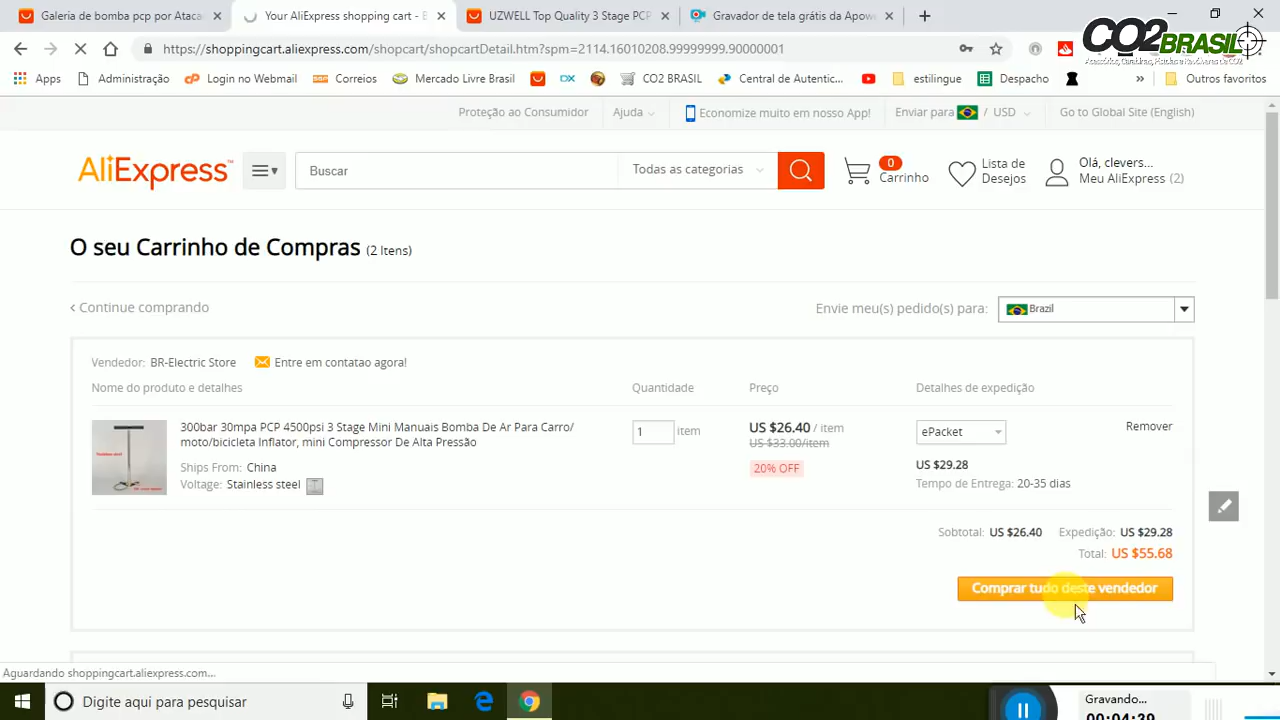 Galeria de bomba pcp por Ataca
Your AliExpress shopping cart - B
UZWELL Top Quality 3 Stage PCP
Gravador de tela grátis da Apowe
https://shoppingcart.aliexpress.com/shopcart/shopcartDetail.htm?spm=2114.16010208.99999999.90000001
CO2BRASIL
Apps
Administração
Login no Webmail
Correios
Mercado Livre Brasil
DX
CO2 BRASIL
Central de Autentic...
estilingue
Despacho
»
Outros favoritos
Proteção ao Consumidor
Ajuda
Economize muito em nosso App!
Enviar para / USD
Go to Global Site (English)
AliExpress™
Buscar
Todas as categorias
0
Carrinho
Lista de
Desejos
Olá, clevers...
Meu AliExpress (2)
O seu Carrinho de Compras (2 Itens)
< Continue comprando
Envie meu(s) pedido(s) para:
Brazil
Vendedor: BR-Electric Store
Entre em contatao agora!
Nome do produto e detalhes
Quantidade
Preço
Detalhes de expedição
300bar 30mpa PCP 4500psi 3 Stage Mini Manuais Bomba De Ar Para Carro/
moto/bicicleta Inflator, mini Compressor De Alta Pressão
1 item
US $26.40 / item
US $33.00/item
20% OFF
ePacket
Remover
US $29.28
Tempo de Entrega: 20-35 dias
Ships From: China
Voltage: Stainless steel
Sobtotal: US $26.40
Expedição: US $29.28
Total: US $55.68
Comprar tudo deste vendedor
Aguardando shoppingcart.aliexpress.com...
Digite aqui para pesquisar
Gravando...
00:04:39